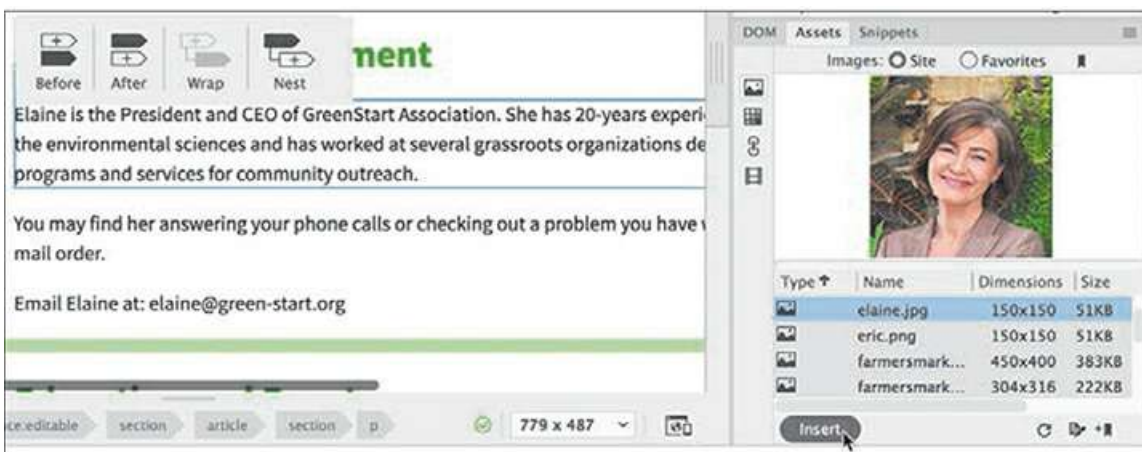 ment
Before After Wrap Nest
Elaine is the President and CEO of GreenStart Association. She has 20-years experi
the environmental sciences and has worked at several grassroots organizations de
programs and services for community outreach.
You may find her answering your phone calls or checking out a problem you have
mail order.
Email Elaine at: elaine@green-start.org
ce:editable section article section p 779 x 487
DOM Assets Snippets
Images: Site Favorites
Type Name Dimensions Size
elaine.jpg 150x150 51KB
eric.png 150x150 51KB
farmersmark... 450x400 383KB
farmersmark... 304x316 222KB
Insert